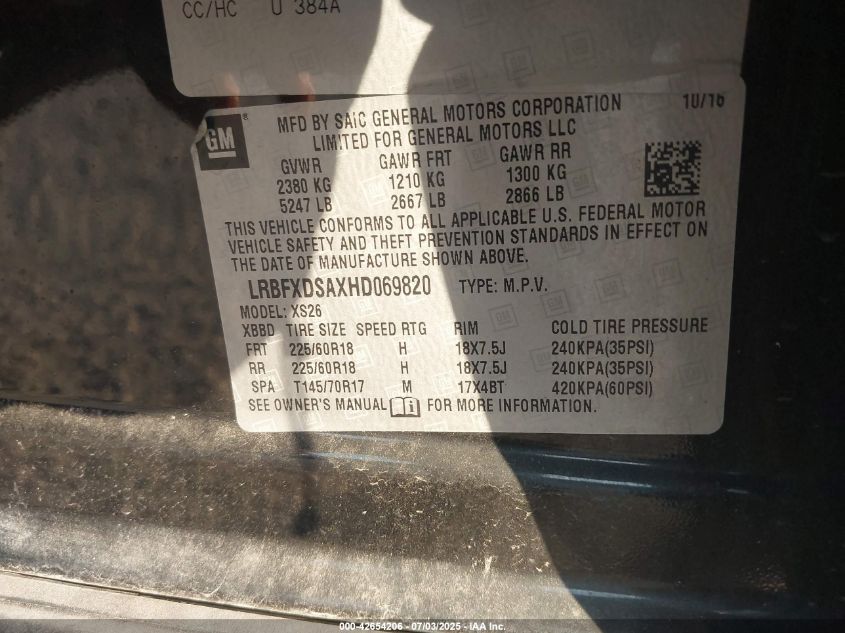 CC/HC U 384A
GM
MFD BY SAIC GENERAL MOTORS CORPORATION 10/16
LIMITED FOR GENERAL MOTORS LLC
GVWR GAWR FRT GAWR RR
2380 KG 1210 KG 1300 KG
5247 LB 2667 LB 2866 LB
THIS VEHICLE CONFORMS TO ALL APPLICABLE U.S. FEDERAL MOTOR
VEHICLE SAFETY AND THEFT PREVENTION STANDARDS IN EFFECT ON
THE DATE OF MANUFACTURE SHOWN ABOVE.
LRBFXDSAXHD069820 TYPE: M.P.V.
MODEL: XS26
XBBD TIRE SIZE SPEED RTG RIM COLD TIRE PRESSURE
FRT 225/60R18 H 18X7.5J 240KPA(35PSI)
RR 225/60R18 H 18X7.5J 240KPA(35PSI)
SPA T145/70R17 M 17X4BT 420KPA(60PSI)
SEE OWNER'S MANUAL FOR MORE INFORMATION.
000-42654206 - 07/03/2025 - IAA Inc.